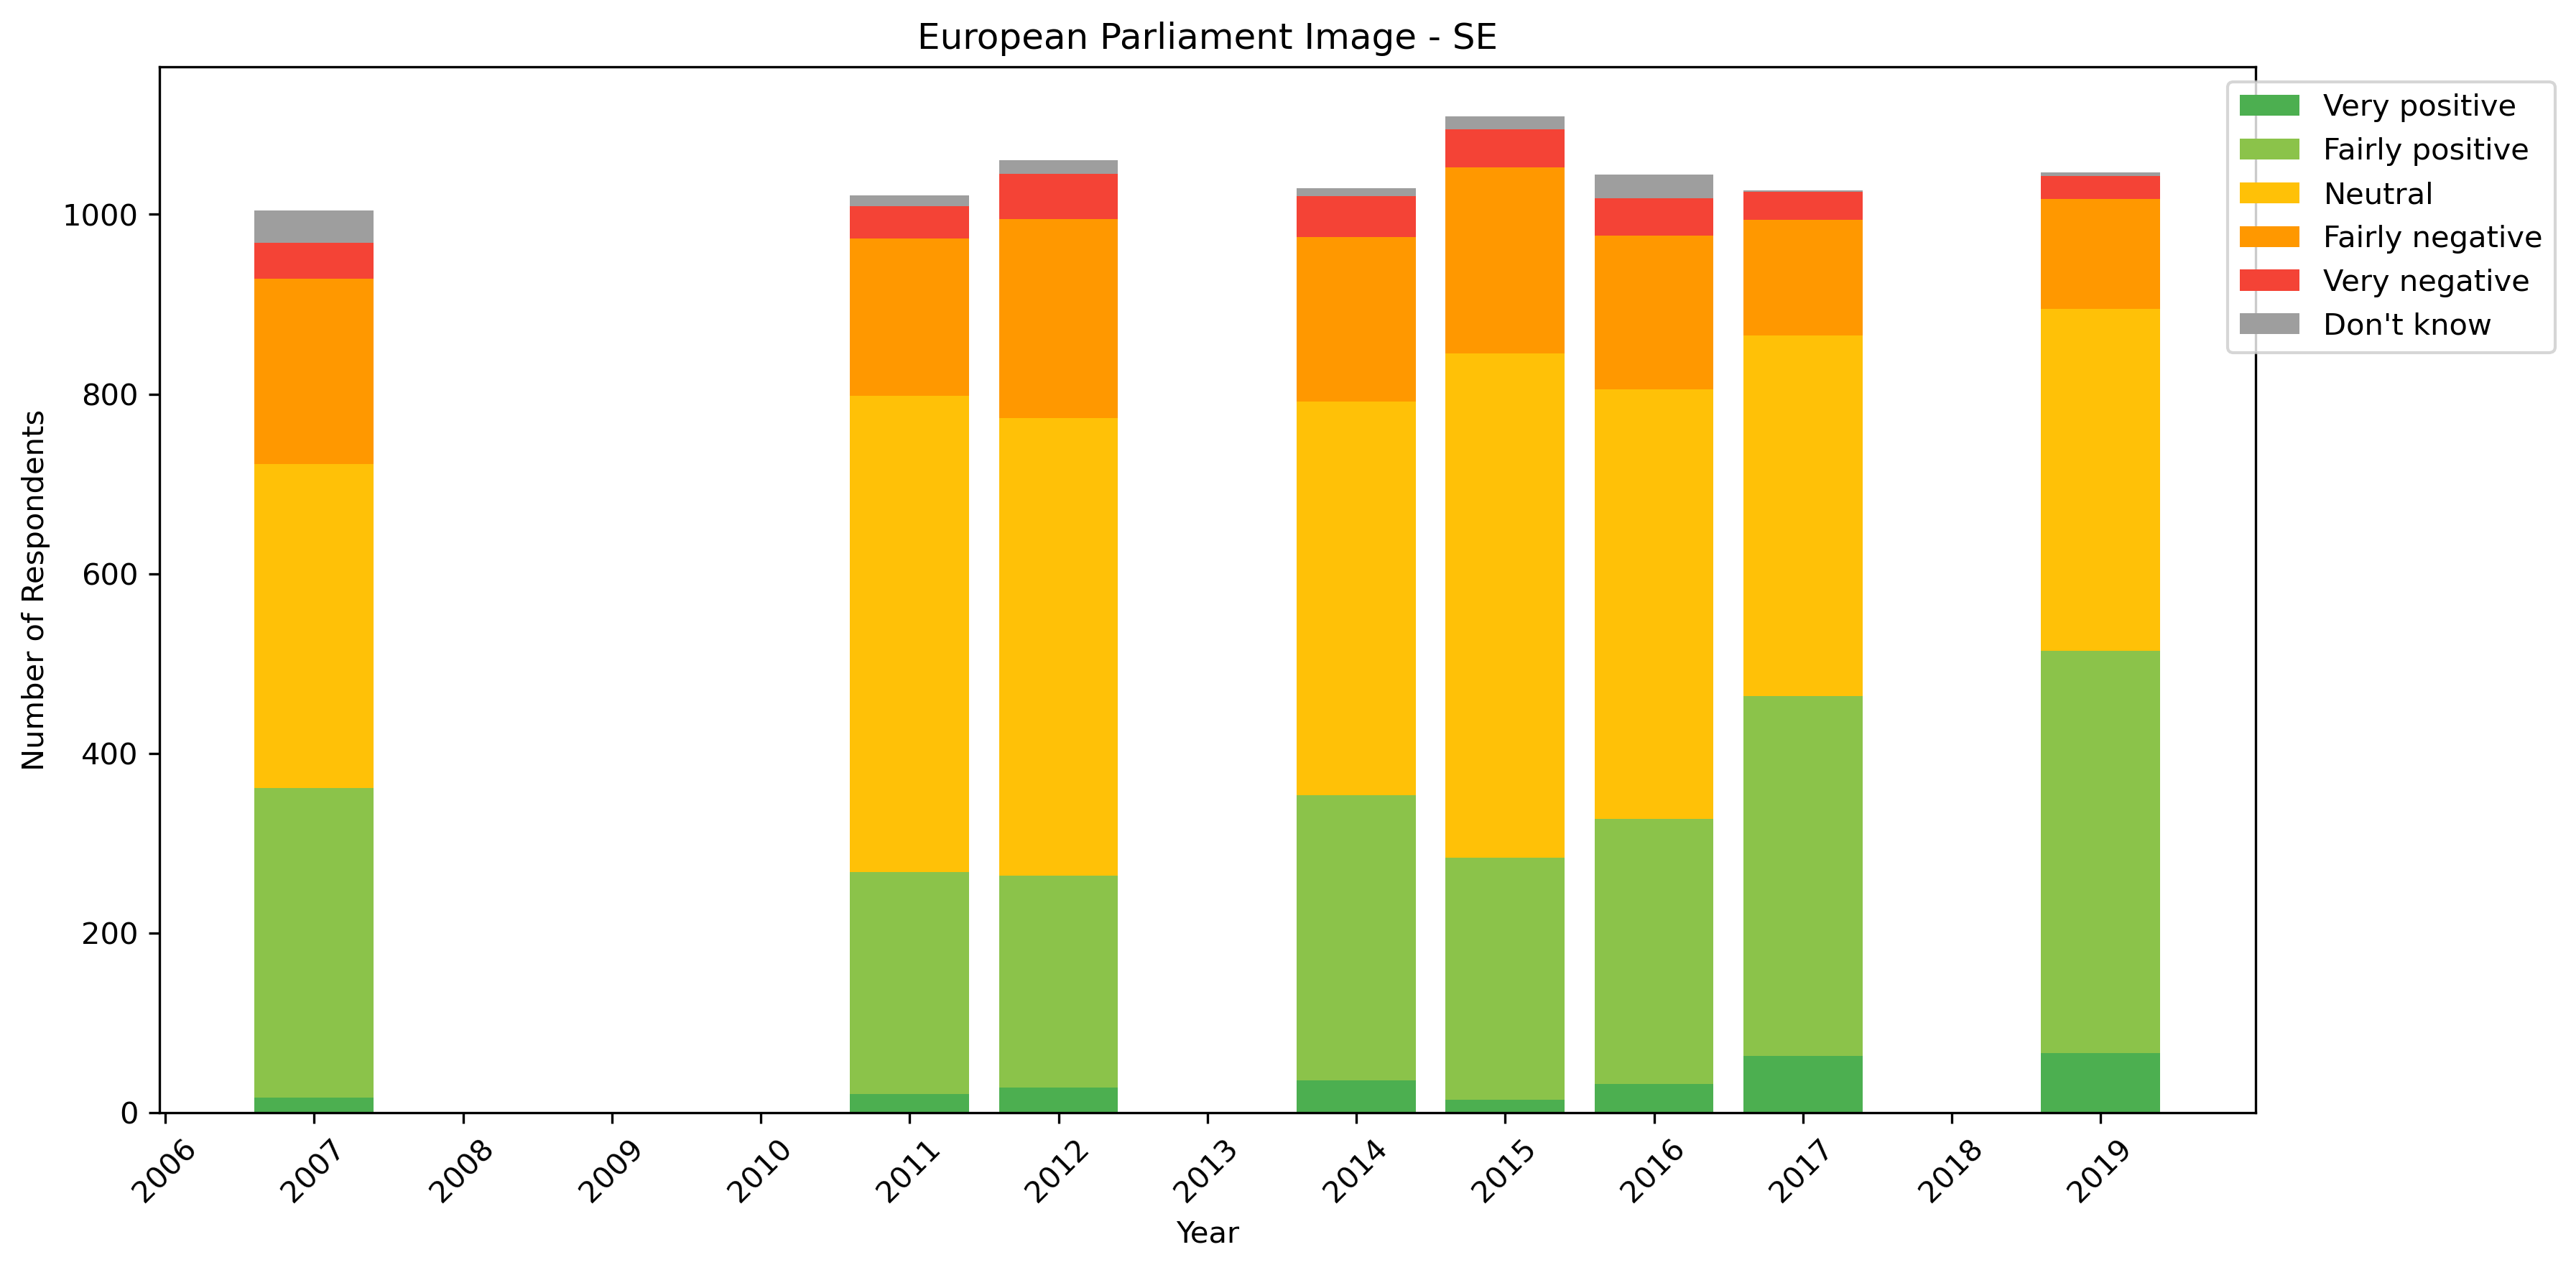 European Parliament Image - SE
Very positive
Fairly positive
Neutral
Fairly negative
Very negative
Don't know
Number of Respondents
1000
800
600
400
200
0
2006
2007
2008
2009
2010
2011
2012
2013
2014
2015
2016
2017
2018
2019
Year